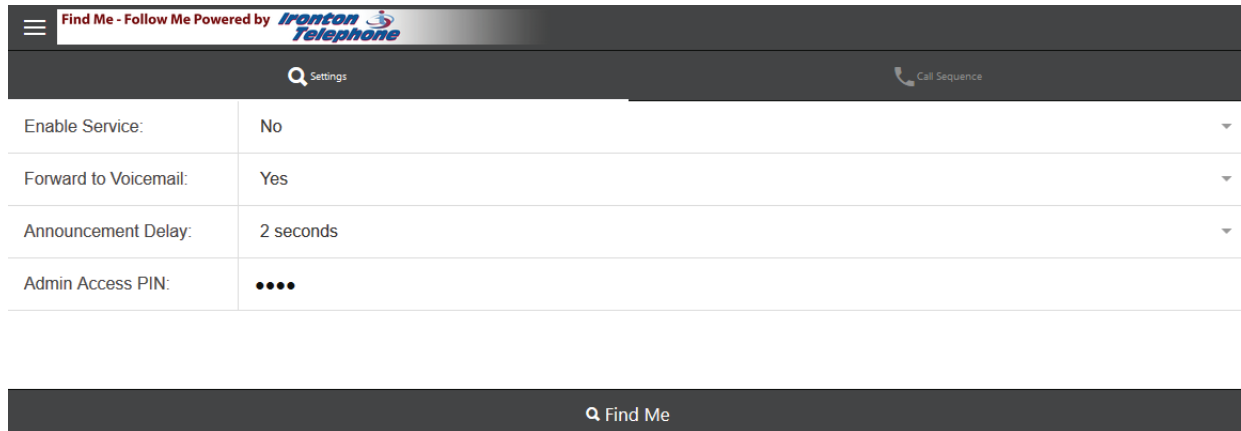 Find Me - Follow Me Powered by Ironton Telephone
Settings
Call Sequence
Enable Service: No
Forward to Voicemail: Yes
Announcement Delay: 2 seconds
Admin Access PIN: ●●●●
Find Me